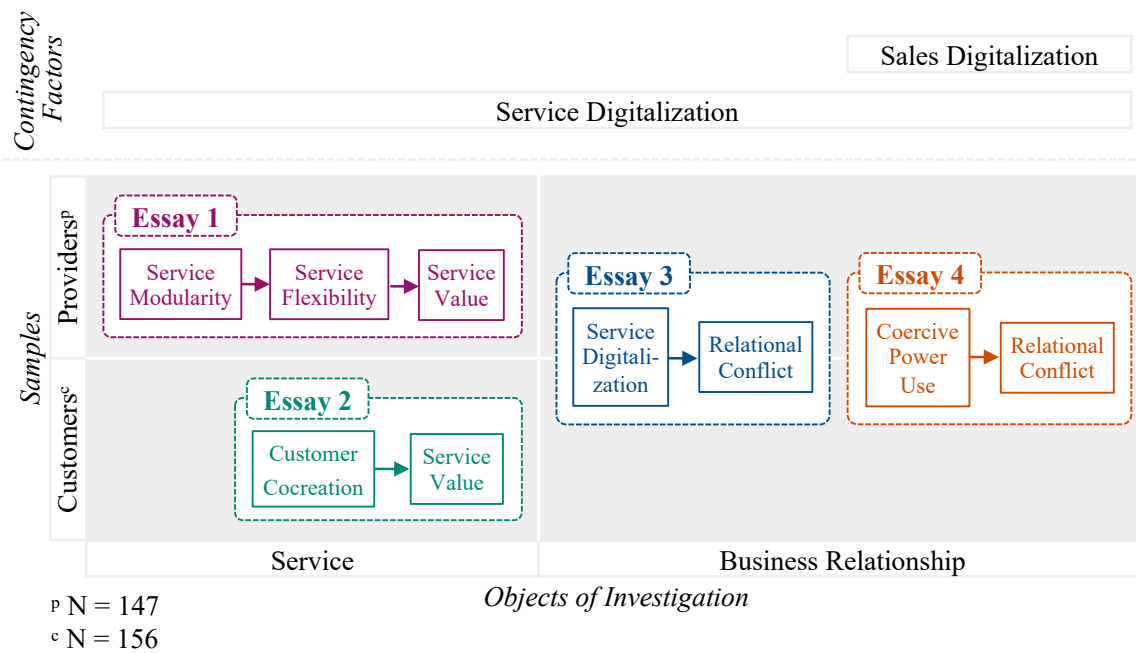 Contingency
Factors
Sales Digitalization
Service Digitalization
Samples
Providersᵖ
Customersᶜ
Essay 1
Service
Modularity
Service
Flexibility
Service
Value
Essay 2
Customer
Cocreation
Service
Value
Essay 3
Service
Digitali-
zation
Relational
Conflict
Essay 4
Coercive
Power
Use
Relational
Conflict
Service
Business Relationship
Objects of Investigation
ᵖ N = 147
ᶜ N = 156